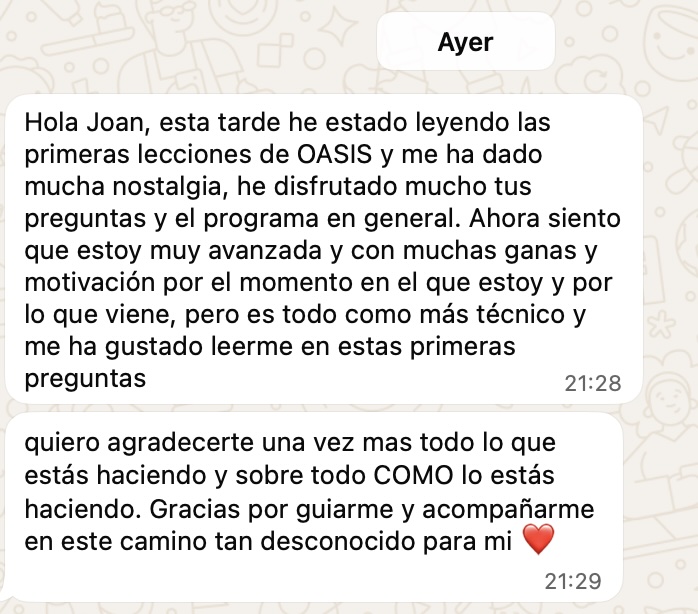 Ayer
Hola Joan, esta tarde he estado leyendo las
primeras lecciones de OASIS y me ha dado
mucha nostalgia, he disfrutado mucho tus
preguntas y el programa en general. Ahora siento
que estoy muy avanzada y con muchas ganas y
motivación por el momento en el que estoy y por
lo que viene, pero es todo como más técnico y
me ha gustado leerme en estas primeras
preguntas
21:28
quiero agradecerte una vez mas todo lo que
estás haciendo y sobre todo COMO lo estás
haciendo. Gracias por guiarme y acompañarme
en este camino tan desconocido para mi ❤️
21:29